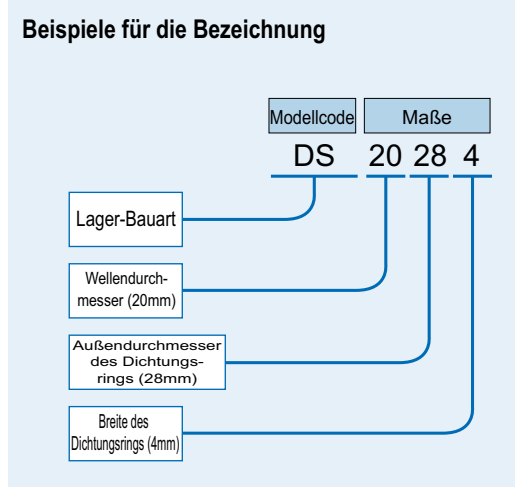 Beispiele für die Bezeichnung
Modellcode Maße
DS 20 28 4
Lager-Bauart
Wellendurch-
messer (20mm)
Außendurchmesser
des Dichtungs-
rings (28mm)
Breite des
Dichtungsrings (4mm)